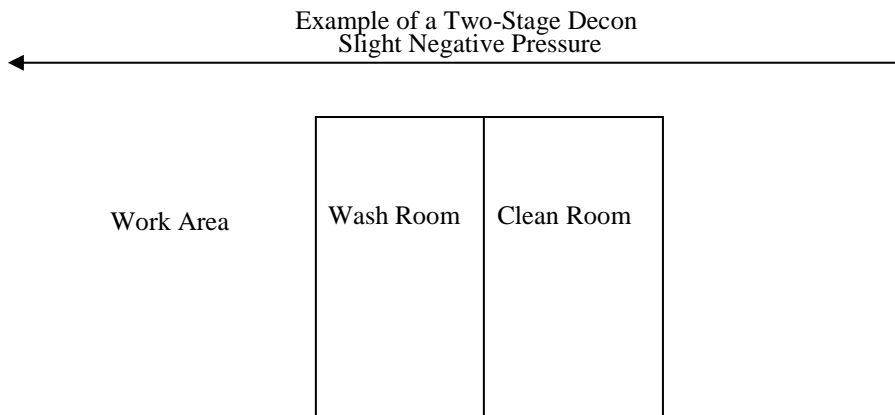 Example of a Two-Stage Decon
Slight Negative Pressure
Work Area
Wash Room
Clean Room